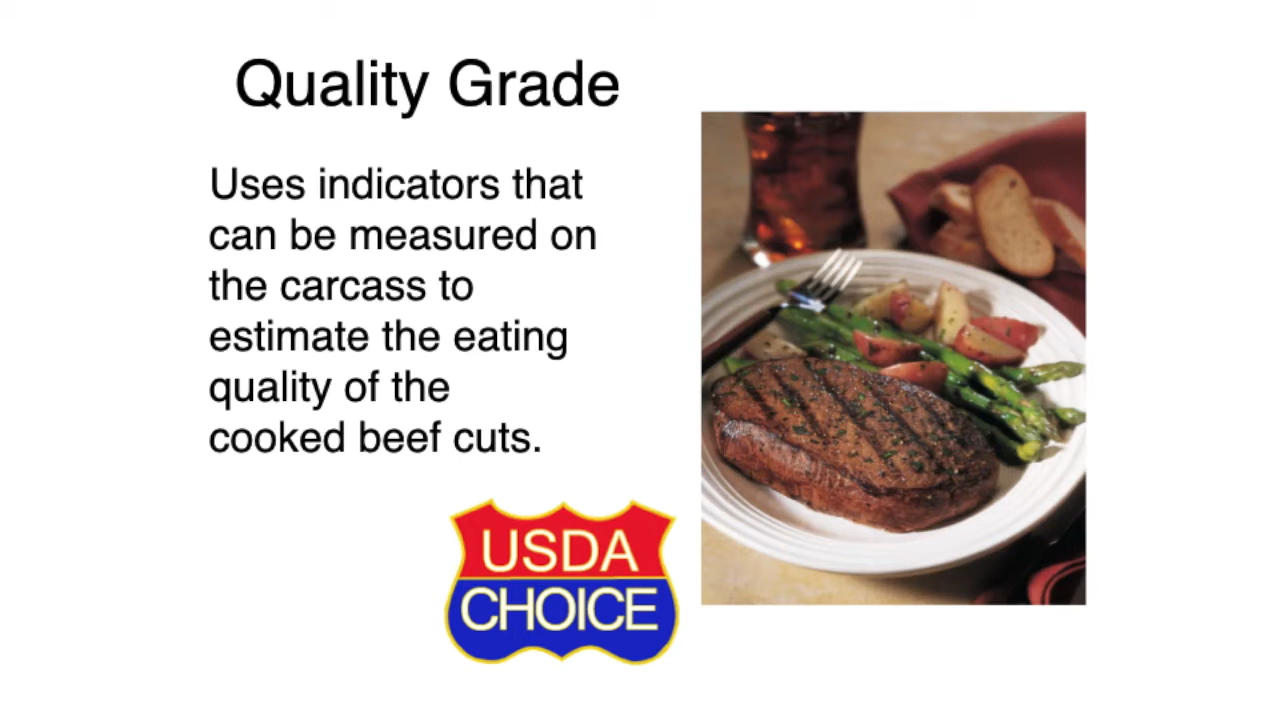 Quality Grade
Uses indicators that
can be measured on
the carcass to
estimate the eating
quality of the
cooked beef cuts.
USDA
CHOICE